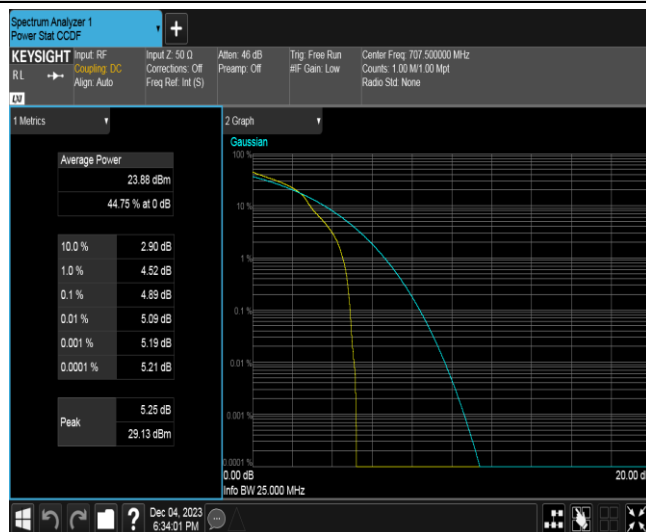 Spectrum Analyzer 1
Power Stat CCDF
+
KEYSIGHT
RL
LXI
Input: RF
Coupling: DC
Align: Auto
Input Z: 50 Ω
Corrections: Off
Freq Ref: Int (S)
Atten: 46 dB
Preamp: Off
Trig: Free Run
#IF Gain: Low
Center Freq: 707.500000 MHz
Counts: 1.00 M/1.00 Mpt
Radio Std: None
1 Metrics
Average Power
23.88 dBm
44.75 % at 0 dB
10.0 % 2.90 dB
1.0 % 4.52 dB
0.1 % 4.89 dB
0.01 % 5.09 dB
0.001 % 5.19 dB
0.0001 % 5.21 dB
Peak
5.25 dB
29.13 dBm
2 Graph
Gaussian
100 %
10 %
1 %
0.1 %
0.01 %
0.001 %
0.0001 %
0.00 dB
20.00 d
Info BW 25.000 MHz
?
Dec 04, 2023
6:34:01 PM